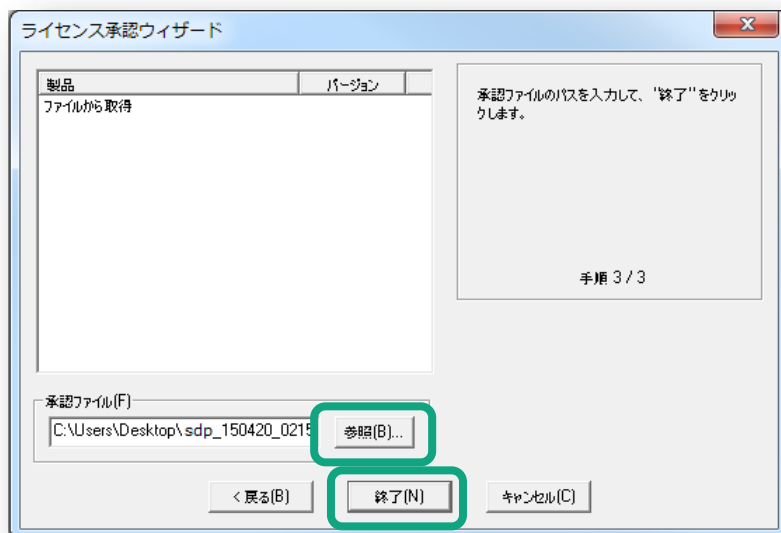 ライセンス承認ウィザード
製品 バージョン
ファイルから取得
承認ファイルのパスを入力して、"終了"をクリッ
クします。
手順 3 / 3
承認ファイル(F)
C:\Users\Desktop\sdp_150420_0215
参照(B)...
< 戻る(B)
終了(N)
キャンセル(C)